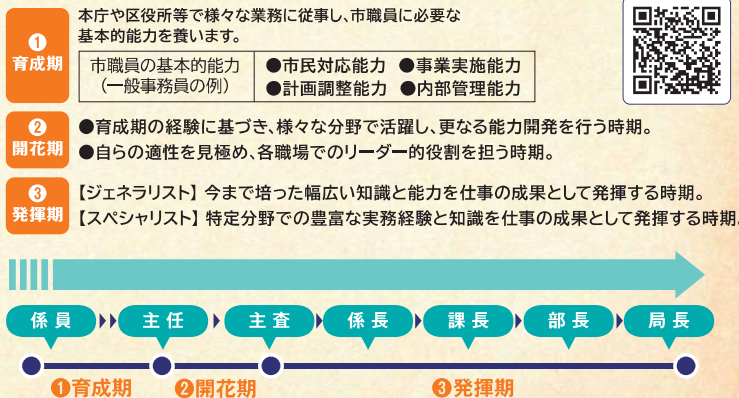 ❶
育成期
本庁や区役所等で様々な業務に従事し、市職員に必要な
基本的能力を養います。
市職員の基本的能力
（一般事務員の例）
●市民対応能力 ●事業実施能力
●計画調整能力 ●内部管理能力
❷
開花期
●育成期の経験に基づき、様々な分野で活躍し、更なる能力開発を行う時期。
●自らの適性を見極め、各職場でのリーダー的役割を担う時期。
❸
発揮期
【ジェネラリスト】 今まで培った幅広い知識と能力を仕事の成果として発揮する時期。
【スペシャリスト】 特定分野での豊富な実務経験と知識を仕事の成果として発揮する時期。
係員 主任 主査 係長 課長 部長 局長
❶育成期 ❷開花期 ❸発揮期